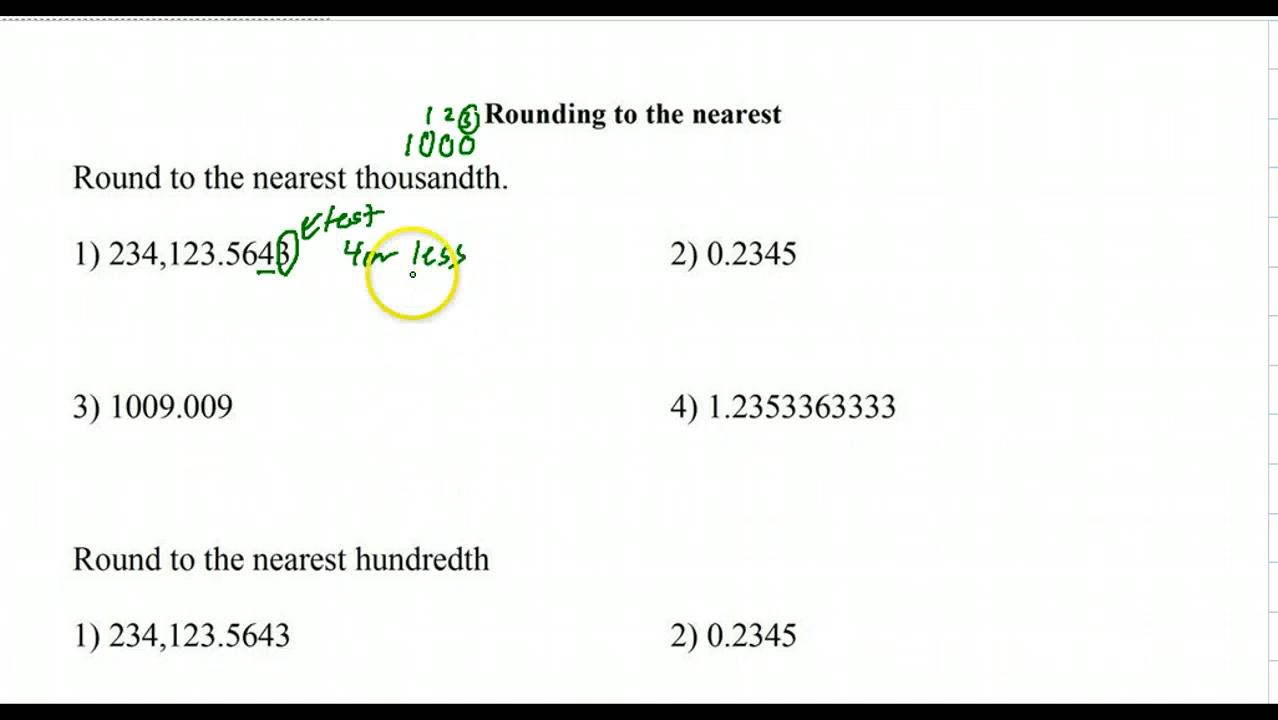 1 2 3 Rounding to the nearest
1000
Round to the nearest thousandth.
←test
1) 234,123.5643 4 or less 2) 0.2345
3) 1009.009 4) 1.2353363333
Round to the nearest hundredth
1) 234,123.5643 2) 0.2345